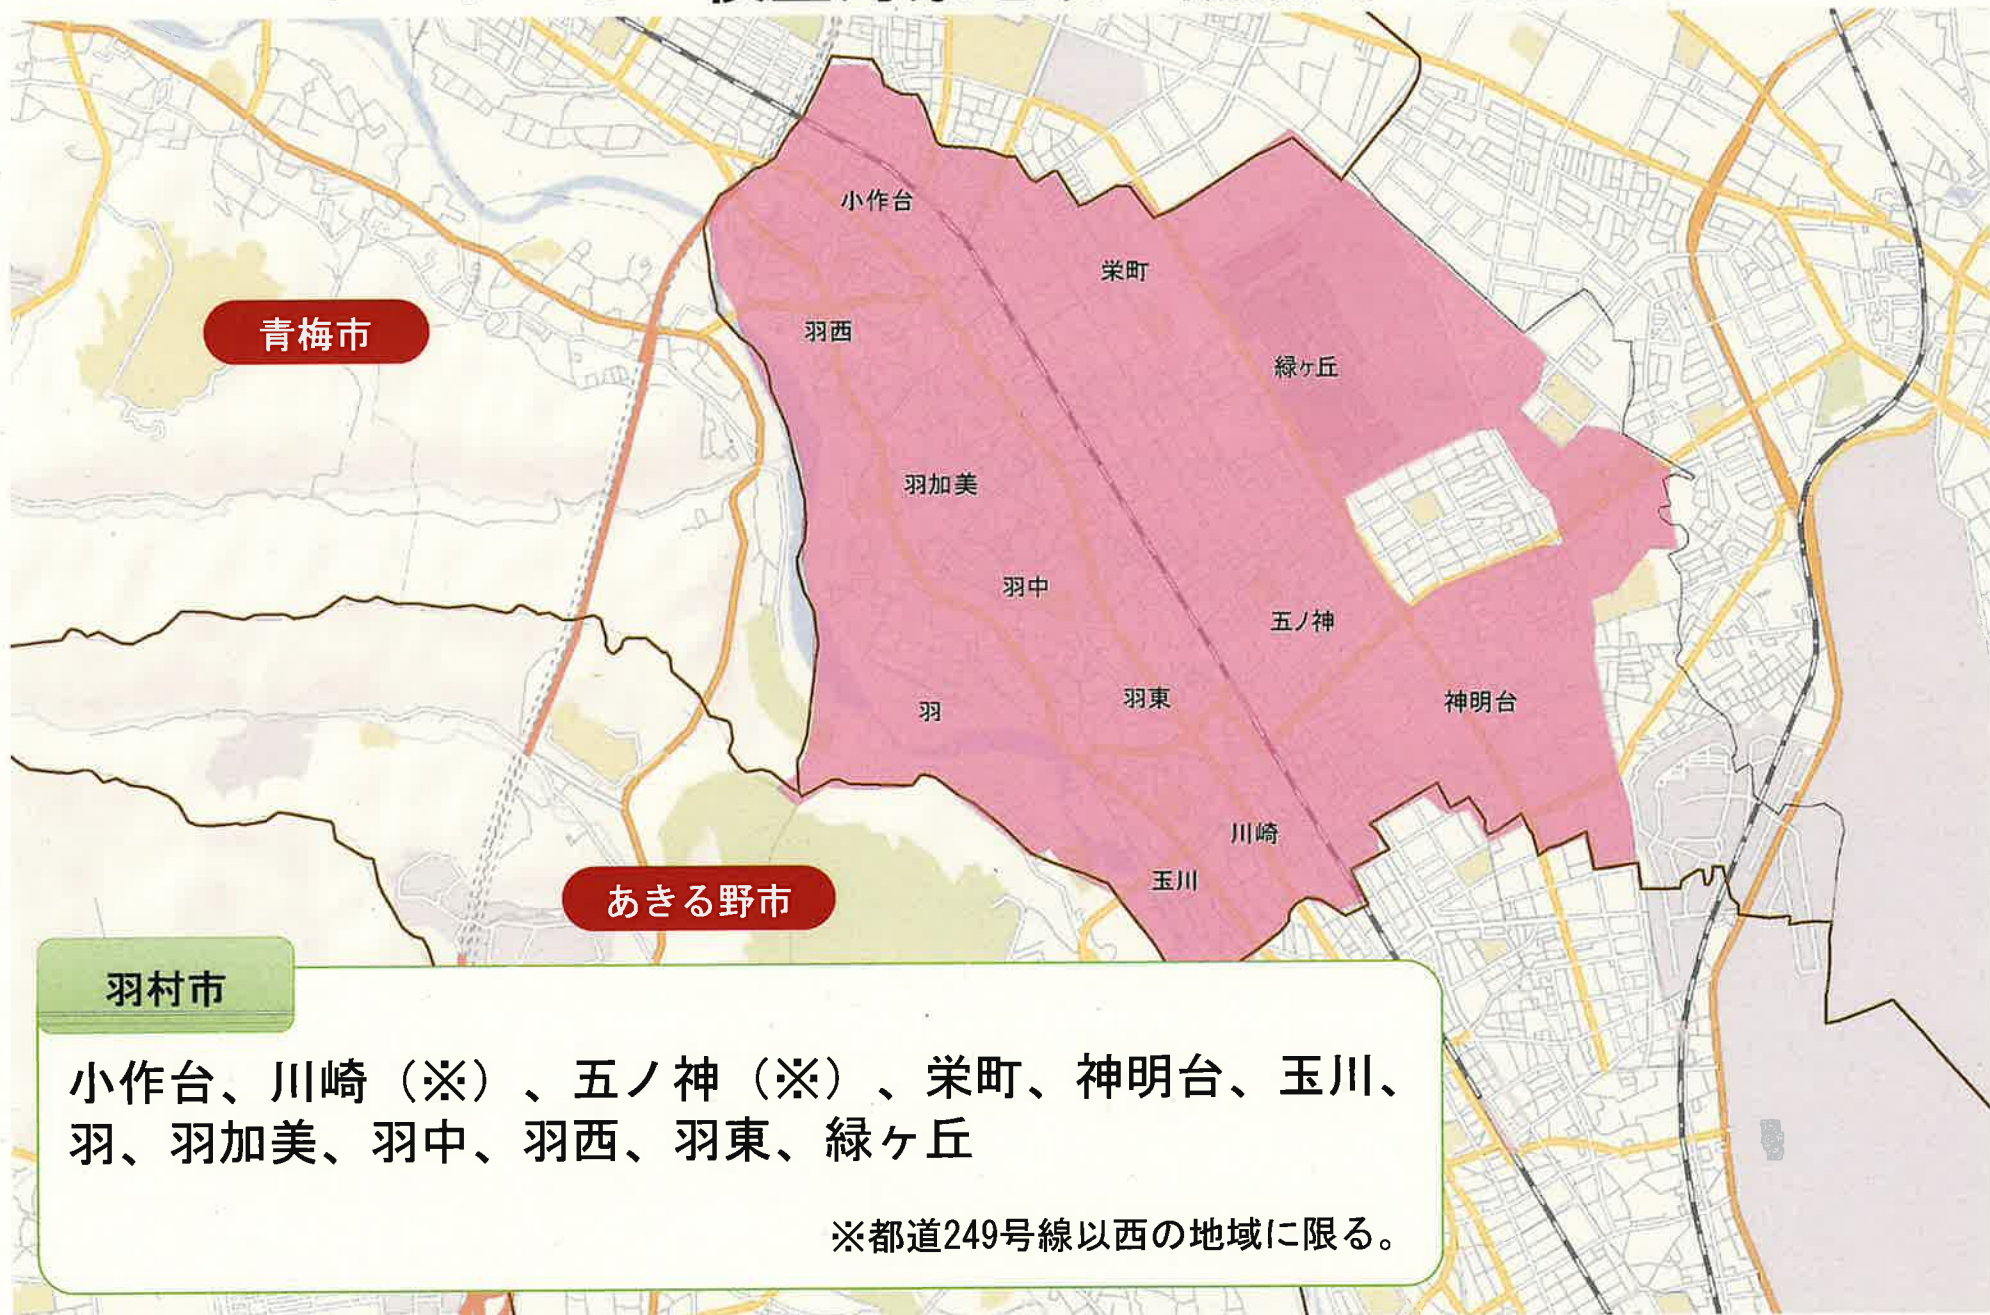 小作台
栄町
青梅市
羽西
緑ヶ丘
羽加美
羽中
五ノ神
羽東
神明台
羽
川崎
玉川
あきる野市
羽村市
小作台、川崎（※）、五ノ神（※）、栄町、神明台、玉川、
羽、羽加美、羽中、羽西、羽東、緑ヶ丘
※都道249号線以西の地域に限る。